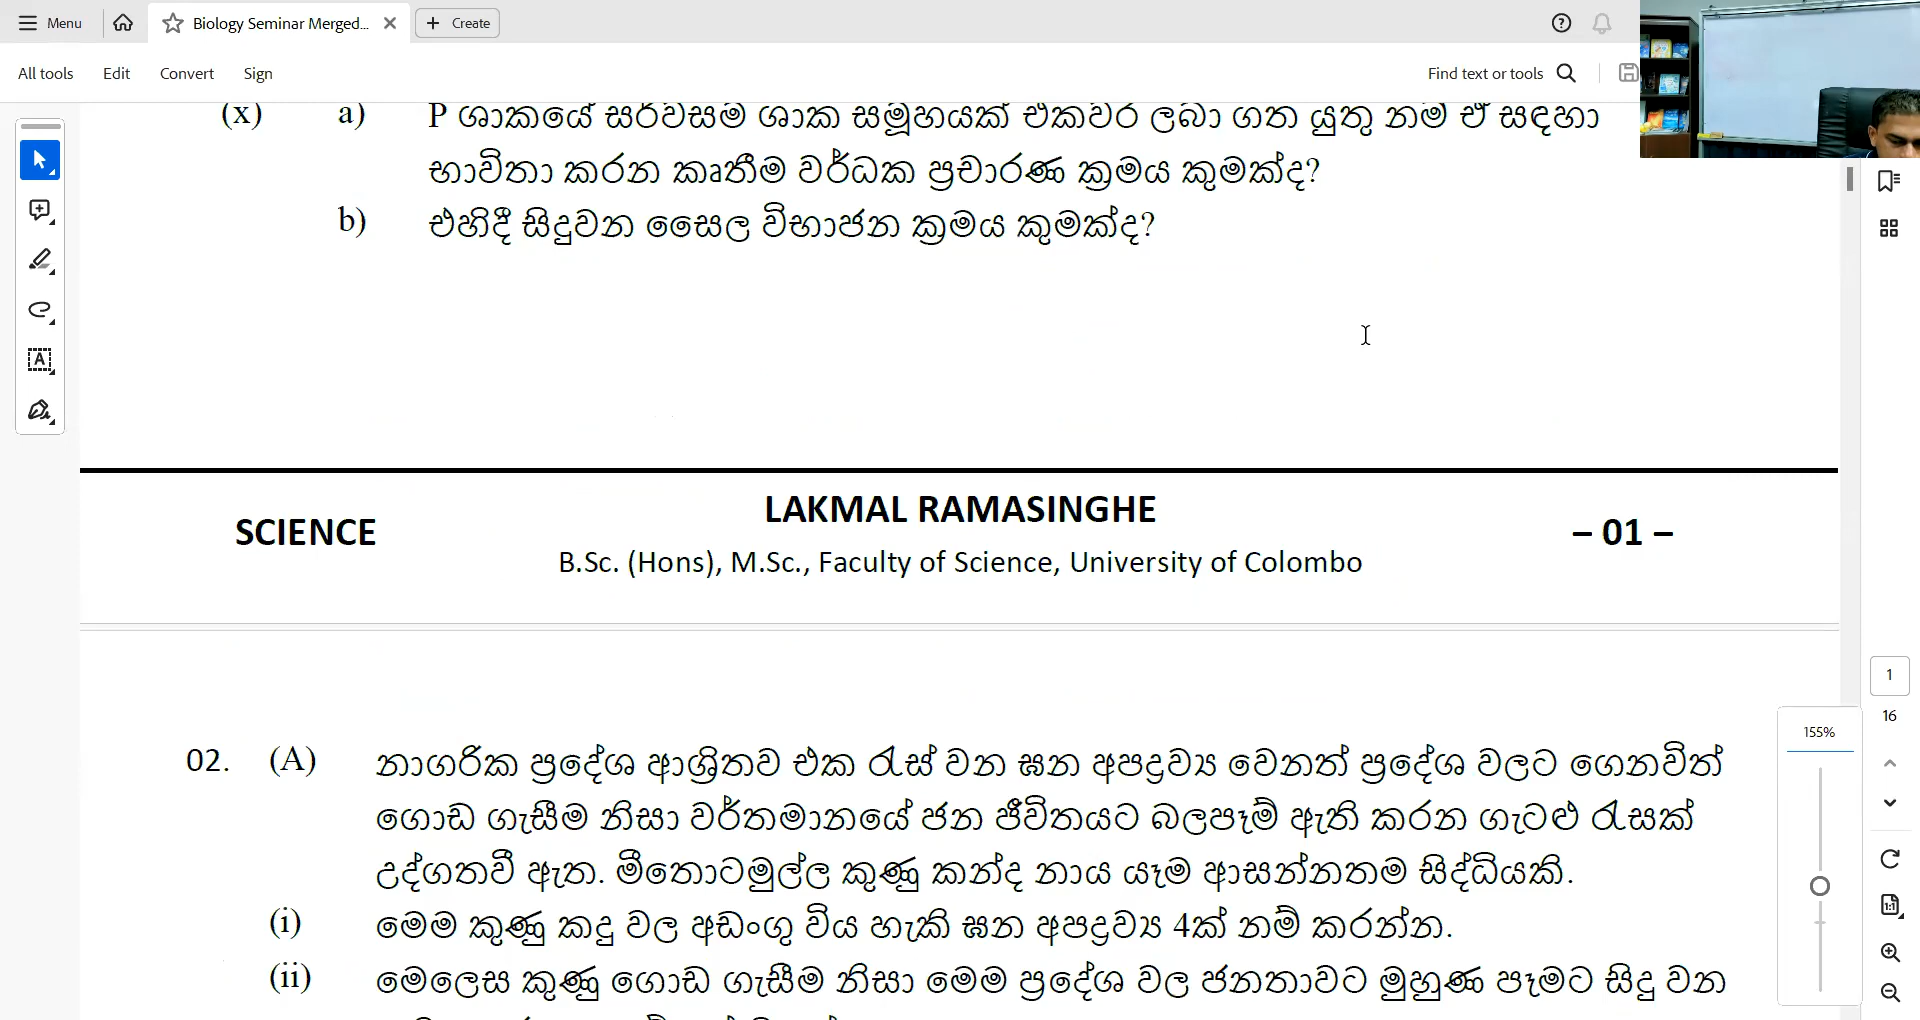 Menu
Biology Seminar Merged...
Create
All tools
Edit
Convert
Sign
Find text or tools
(x) a) P ශාකයේ සර්වසම ශාක සමූහයක් එකවර ලබා ගත යුතු නම් ඒ සඳහා
භාවිතා කරන කෘතීම වර්ධක ප්‍රචාරණ ක්‍රමය කුමක්ද?
b) එහිදී සිදුවන සෛල විභාජන ක්‍රමය කුමක්ද?
LAKMAL RAMASINGHE
SCIENCE
– 01 –
B.Sc. (Hons), M.Sc., Faculty of Science, University of Colombo
1
16
155%
02. (A) නාගරික ප්‍රදේශ ආශ්‍රිතව එක රැස් වන ඝන අපද්‍රව්‍ය වෙනත් ප්‍රදේශ වලට ගෙනවිත්
ගොඩ ගැසීම නිසා වර්තමානයේ ජන ජීවිතයට බලපෑම් ඇති කරන ගැටළු රැසක්
උද්ගතවී ඇත. මීතොටමුල්ල කුණු කන්ද නාය යෑම ආසන්නතම සිද්ධියකි.
(i) මෙම කුණු කදු වල අඩංගු විය හැකි ඝන අපද්‍රව්‍ය 4ක් නම් කරන්න.
(ii) මෙලෙස කුණු ගොඩ ගැසීම නිසා මෙම ප්‍රදේශ වල ජනතාවට මුහුණ පෑමට සිදු වන